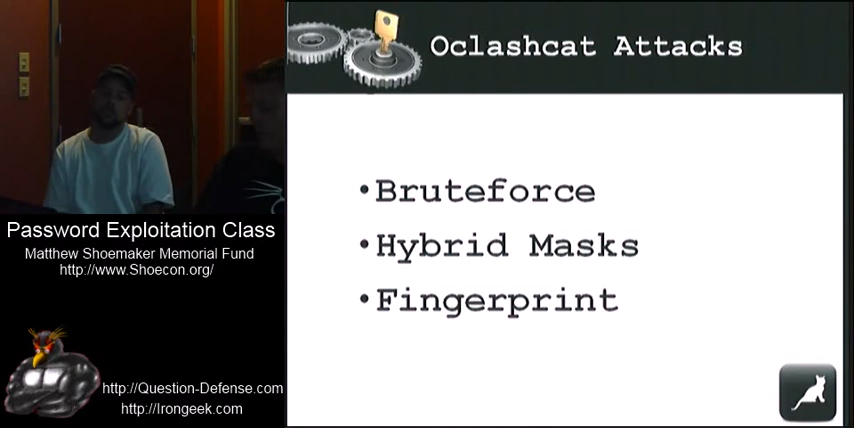 Oclashcat Attacks
•Bruteforce
•Hybrid Masks
•Fingerprint
Password Exploitation Class
Matthew Shoemaker Memorial Fund
http://www.Shoecon.org/
http://Question-Defense.com
http://Irongeek.com